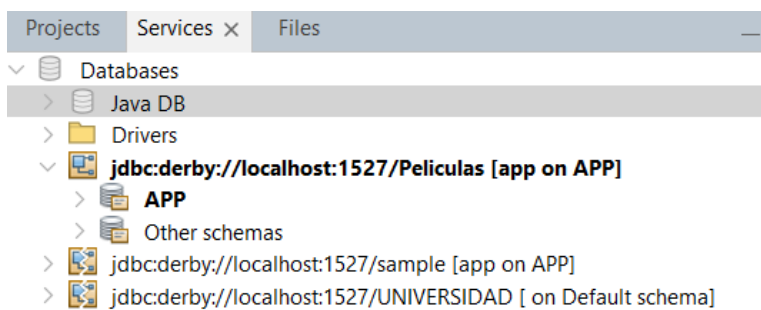 Projects Services × Files
Databases
Java DB
Drivers
jdbc:derby://localhost:1527/Peliculas [app on APP]
APP
Other schemas
jdbc:derby://localhost:1527/sample [app on APP]
jdbc:derby://localhost:1527/UNIVERSIDAD [ on Default schema]